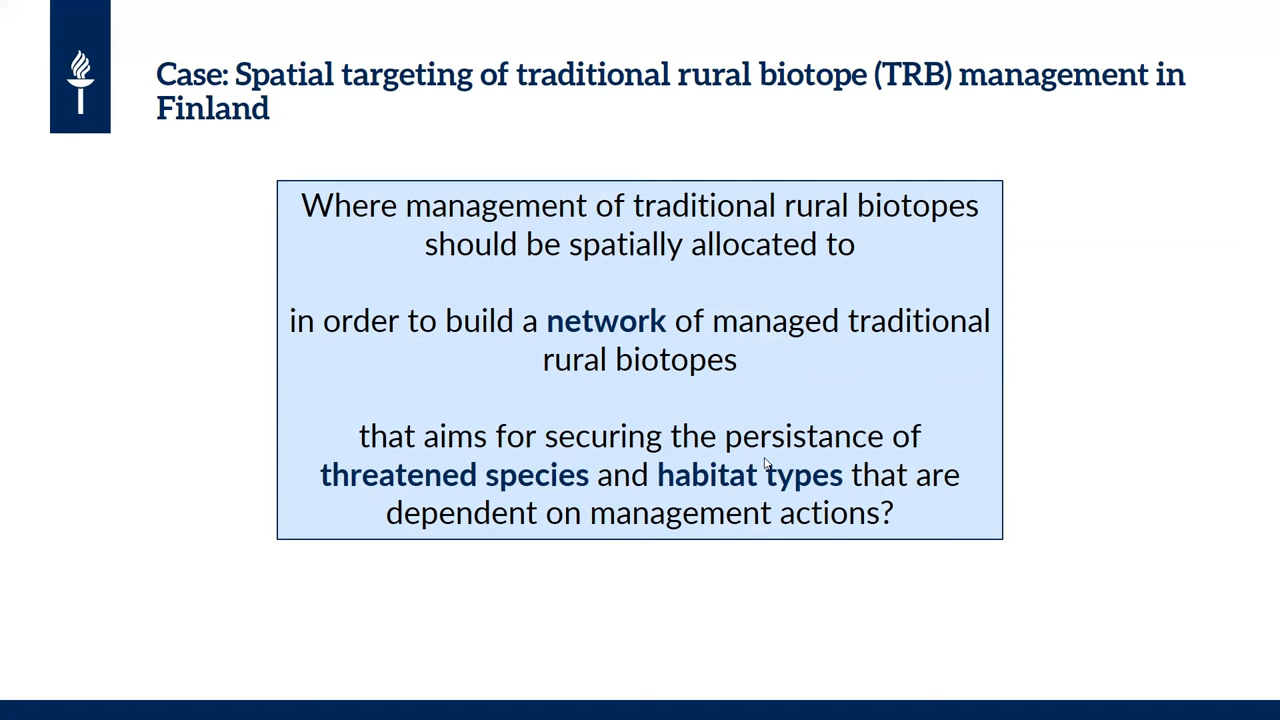 Case: Spatial targeting of traditional rural biotope (TRB) management in
Finland
Where management of traditional rural biotopes
should be spatially allocated to
in order to build a network of managed traditional
rural biotopes
that aims for securing the persistance of
threatened species and habitat types that are
dependent on management actions?